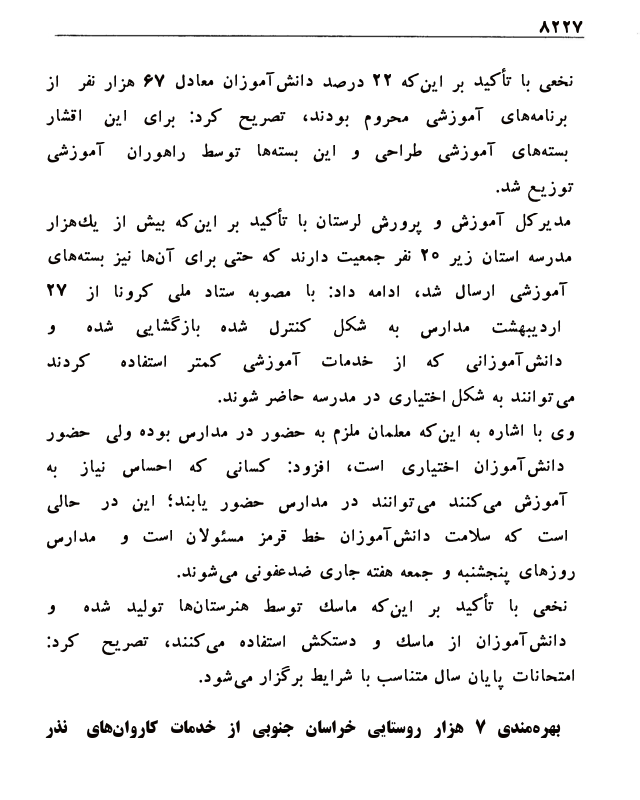 ۸۲۲۷
نخعی با تأکید بر این‌که ۲۲ درصد دانش‌آموزان معادل ۶۷ هزار نفر از
برنامه‌های آموزشی محروم بودند، تصریح کرد: برای این اقشار
بسته‌های آموزشی طراحی و این بسته‌ها توسط راهوران آموزشی
توزیع شد.
مدیرکل آموزش و پرورش لرستان با تأکید بر این‌که بیش از یك‌هزار
مدرسه استان زیر ۲۰ نفر جمعیت دارند که حتی برای آن‌ها نیز بسته‌های
آموزشی ارسال شد، ادامه داد: با مصوبه ستاد ملی کرونا از ۲۷
اردیبهشت مدارس به شکل کنترل شده بازگشایی شده و
دانش‌آموزانی که از خدمات آموزشی کمتر استفاده کردند
می‌توانند به شکل اختیاری در مدرسه حاضر شوند.
وی با اشاره به این‌که معلمان ملزم به حضور در مدارس بوده ولی حضور
دانش‌آموزان اختیاری است، افزود: کسانی که احساس نیاز به
آموزش می‌کنند می‌توانند در مدارس حضور یابند؛ این در حالی
است که سلامت دانش‌آموزان خط قرمز مسئولان است و مدارس
روزهای پنجشنبه و جمعه هفته جاری ضدعفونی می‌شوند.
نخعی با تأکید بر این‌که ماسك توسط هنرستان‌ها تولید شده و
دانش‌آموزان از ماسك و دستکش استفاده می‌کنند، تصریح کرد:
امتحانات پایان سال متناسب با شرایط برگزار می‌شود.
بهره‌مندی ۷ هزار روستایی خراسان جنوبی از خدمات کاروان‌های نذر